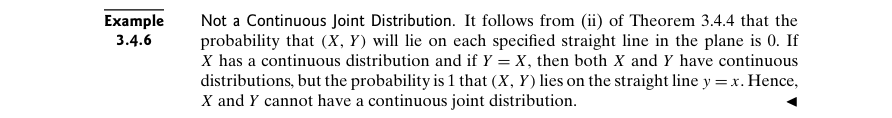 Example
3.4.6
Not a Continuous Joint Distribution. It follows from (ii) of Theorem 3.4.4 that the
probability that (X, Y) will lie on each specified straight line in the plane is 0. If
X has a continuous distribution and if Y = X, then both X and Y have continuous
distributions, but the probability is 1 that (X, Y) lies on the straight line y = x. Hence,
X and Y cannot have a continuous joint distribution. ◀